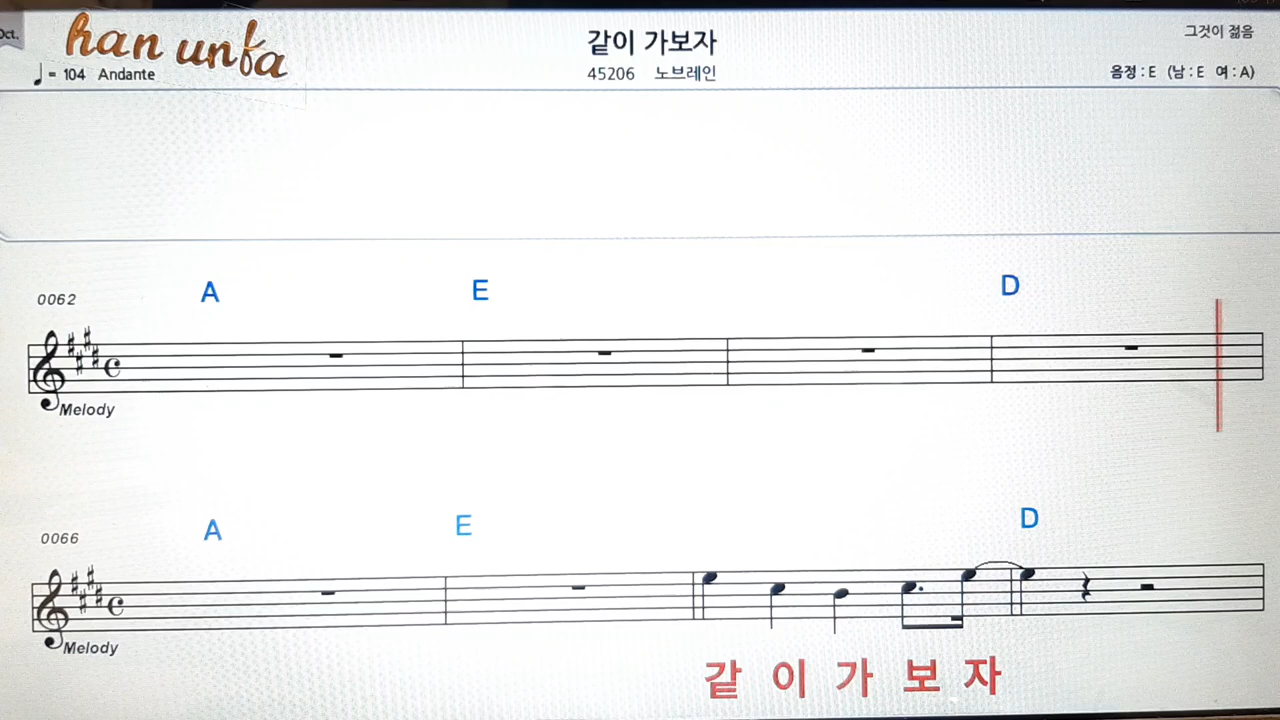 Oct.
han unfa
같이 가보자
그것이 젊음
♩= 104 Andante
45206 노브레인
음정 : E (남 : E 여 : A)
A E D
0062
Melody
A E D
0066
Melody
같 이 가 보 자